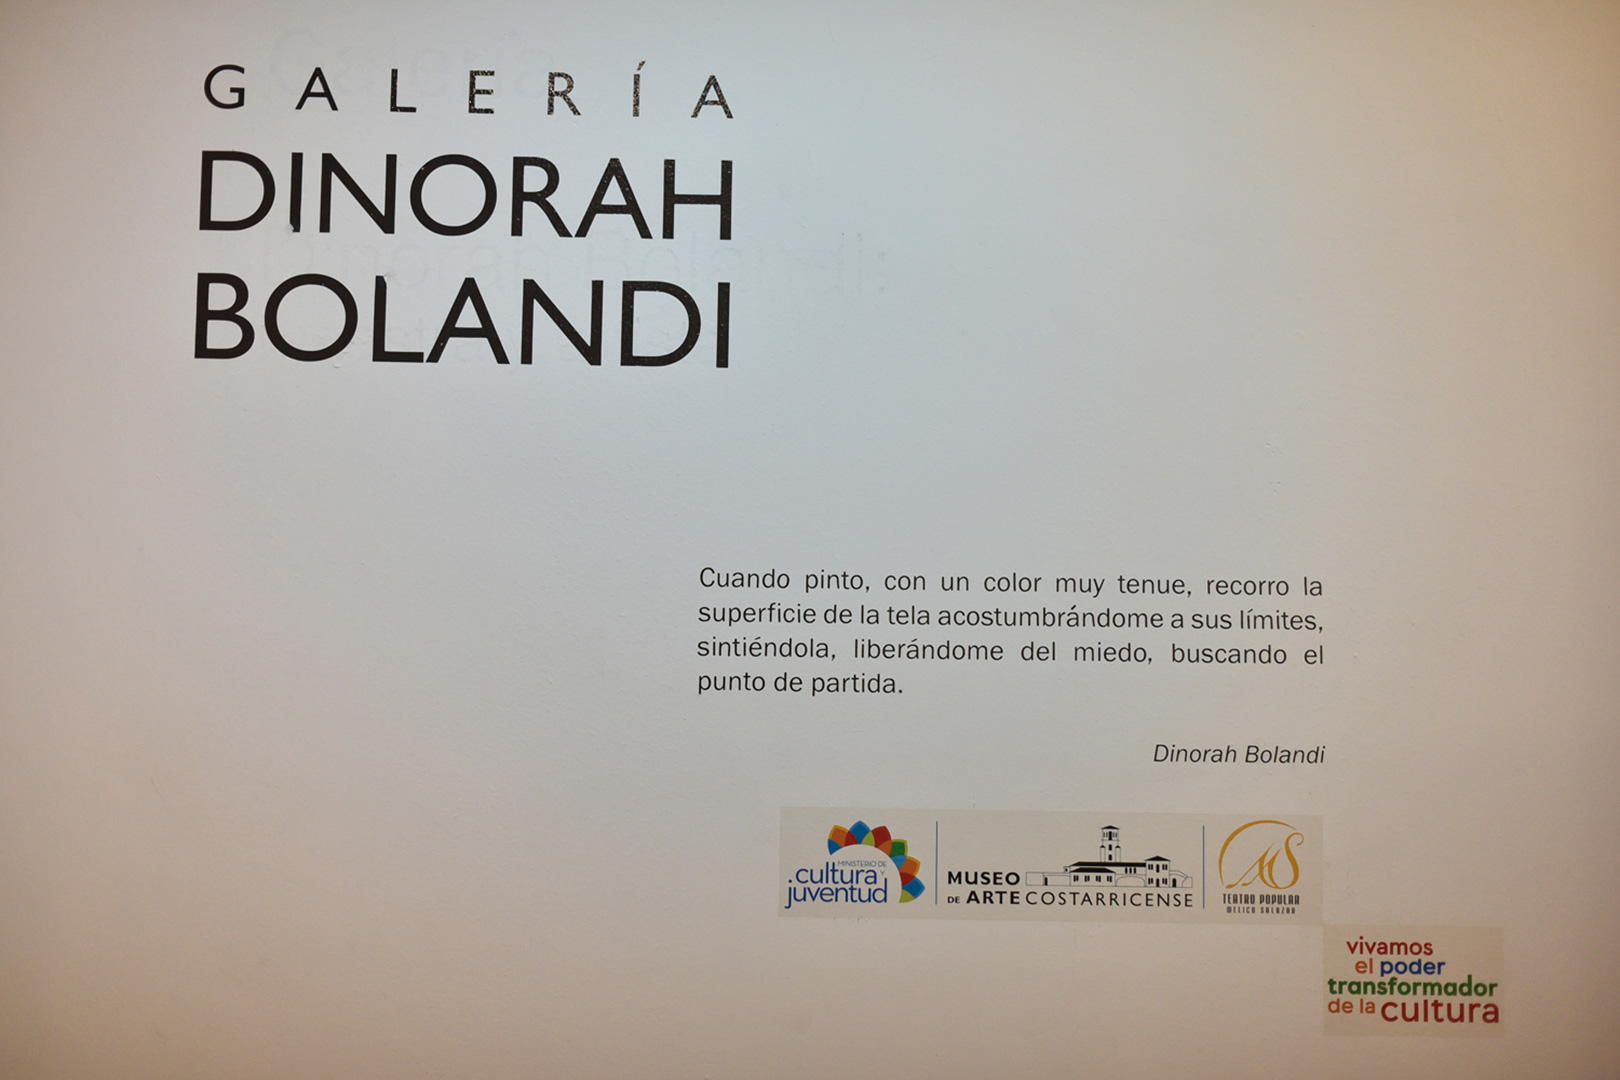 GALERÍA
DINORAH
BOLANDI
Cuando pinto, con un color muy tenue, recorro la
superficie de la tela acostumbrándome a sus límites,
sintiéndola, liberándome del miedo, buscando el
punto de partida.
Dinorah Bolandi
MINISTERIO DE
cultura y
juventud
MUSEO
DE ARTE COSTARRICENSE
TEATRO POPULAR
MELICO SALAZAR
vivamos
el poder
transformador
de la cultura